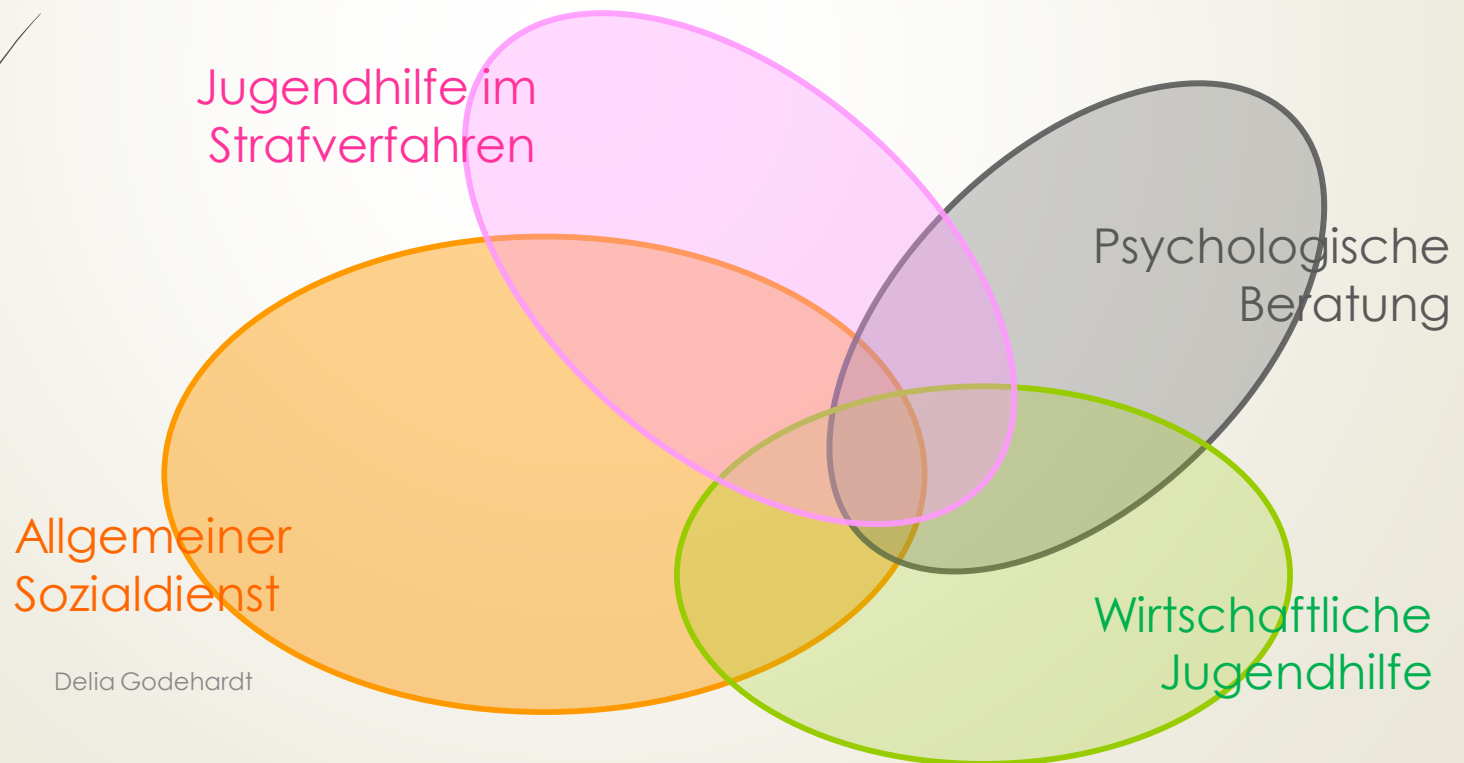 Jugendhilfe im
Strafverfahren
Psychologische
Beratung
Allgemeiner
Sozialdienst
Wirtschaftliche
Jugendhilfe
Delia Godehardt